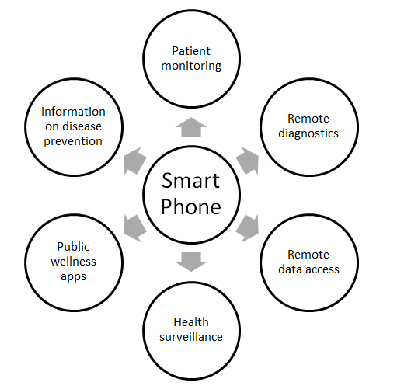 Patient
monitoring
Information
on disease
prevention
Remote
diagnostics
Smart
Phone
Public
wellness
apps
Remote
data access
Health
surveillance